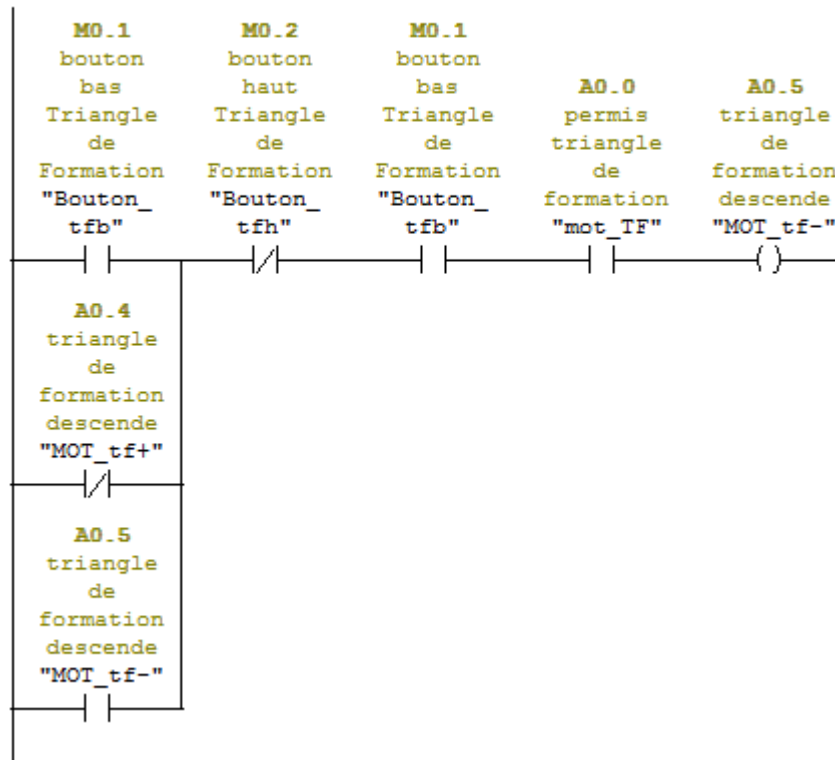 M0.1
bouton
bas
Triangle
de
Formation
"Bouton_
tfb"
M0.2
bouton
haut
Triangle
de
Formation
"Bouton_
tfh"
M0.1
bouton
bas
Triangle
de
Formation
"Bouton_
tfb"
A0.0
permis
triangle
de
formation
"mot_TF"
A0.5
triangle
de
formation
descende
"MOT_tf-"
A0.4
triangle
de
formation
descende
"MOT_tf+"
A0.5
triangle
de
formation
descende
"MOT_tf-"